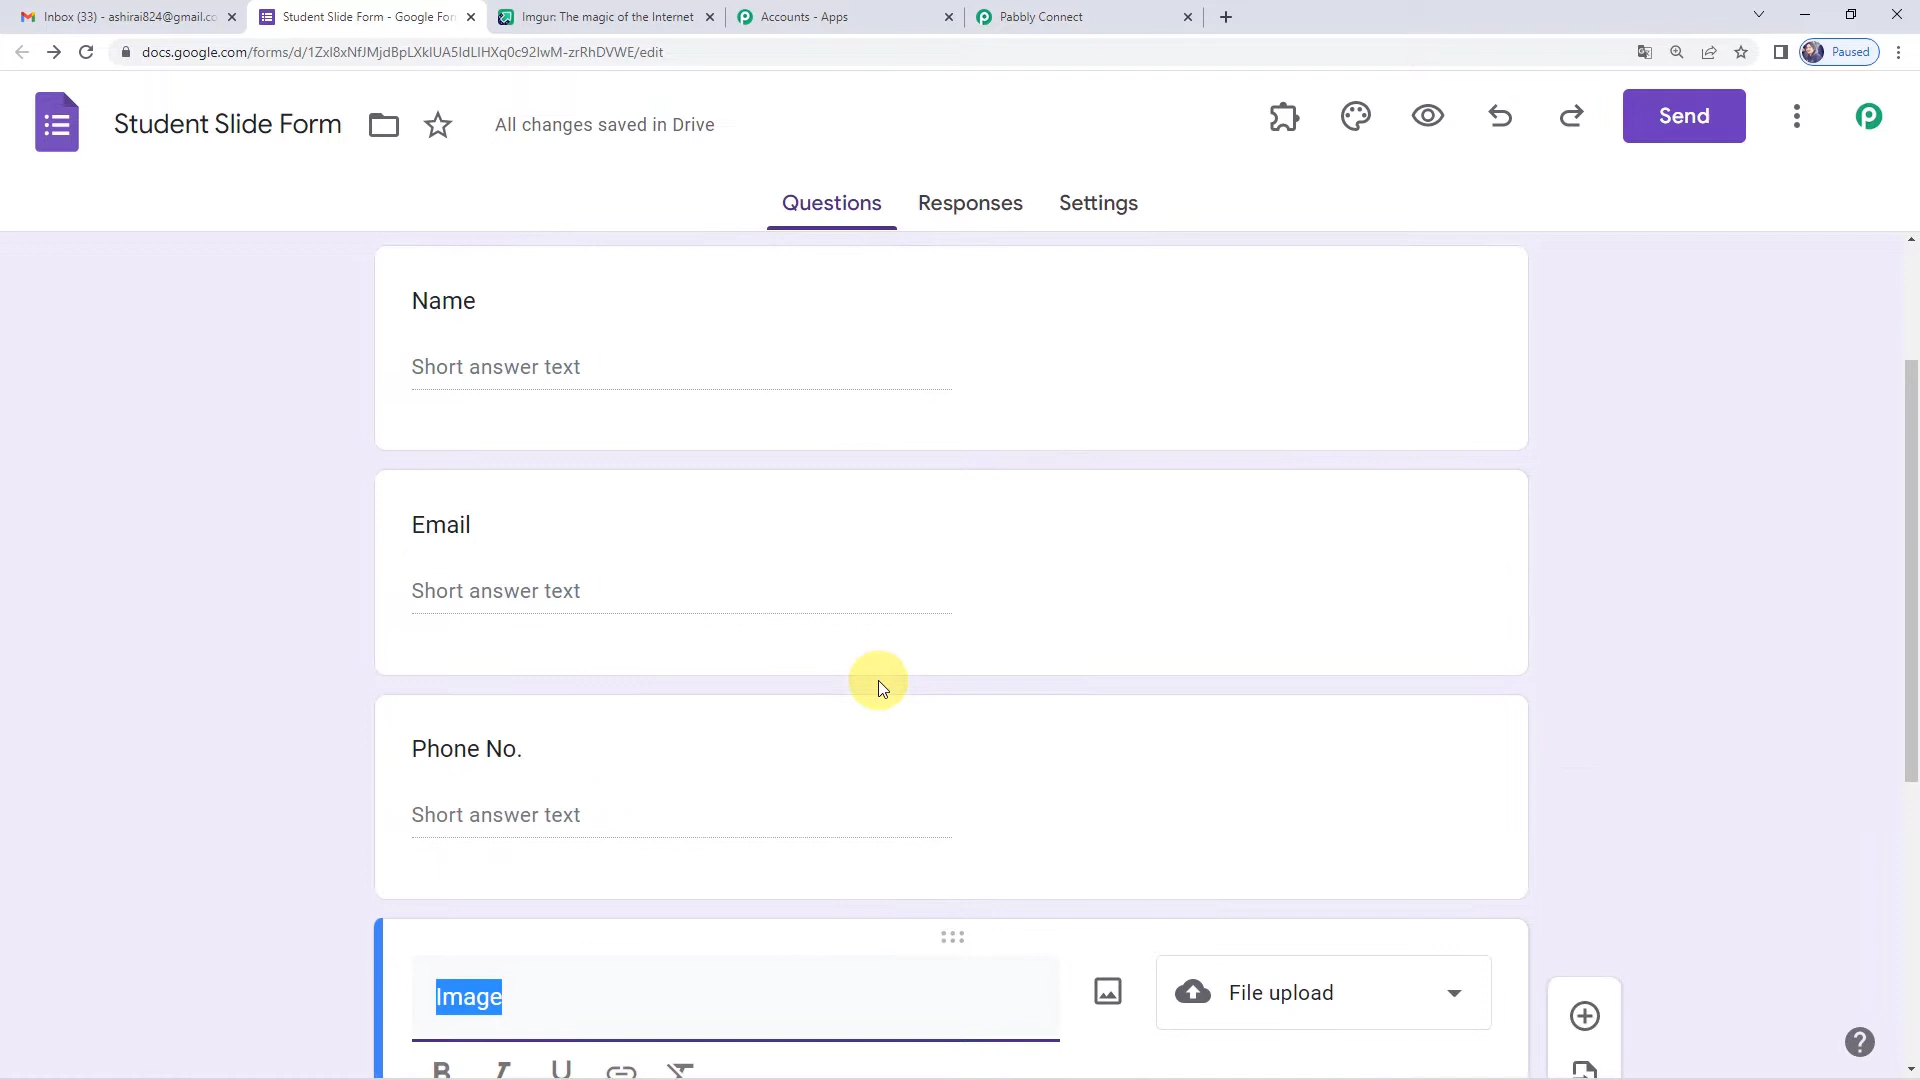 Inbox (33) - ashirai824@gmail.co
Student Slide Form - Google For
Imgur: The magic of the Internet
Accounts - Apps
Pabbly Connect
docs.google.com/forms/d/1Zxl8xNfJMjdBpLXkIUA5IdLIHXq0c92IwM-zrRhDVWE/edit
Paused
Student Slide Form
All changes saved in Drive
Send
Questions
Responses
Settings
Name
Short answer text
Email
Short answer text
Phone No.
Short answer text
Image
File upload
B I U